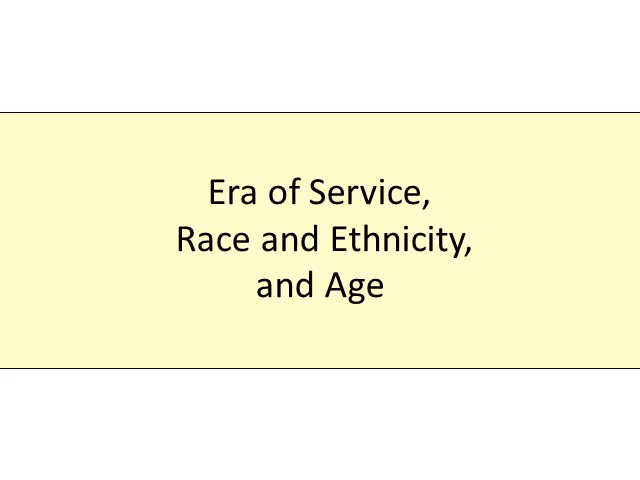 Era of Service,
Race and Ethnicity,
and Age